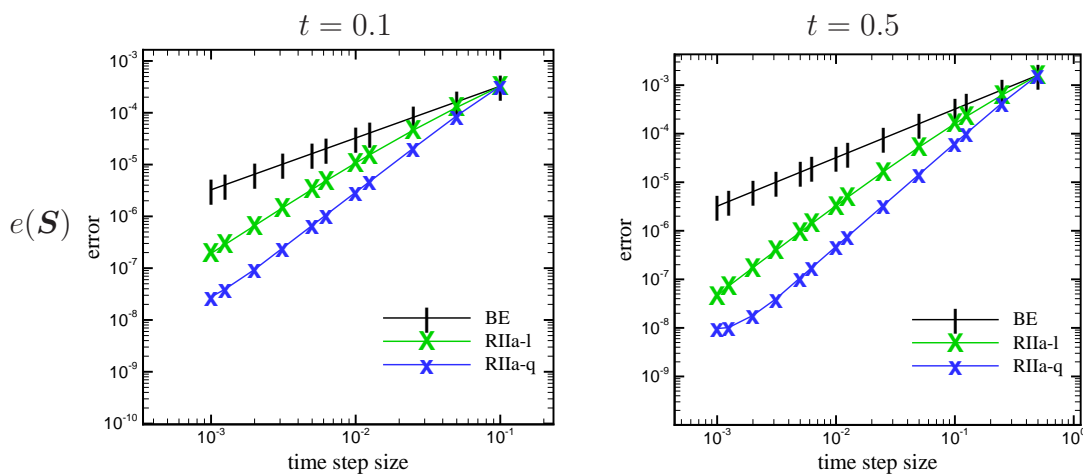 t = 0.1
10⁻³
10⁻⁴
10⁻⁵
10⁻⁶
10⁻⁷
10⁻⁸
10⁻⁹
10⁻¹⁰
e(S)
error
BE
RIIa-l
RIIa-q
10⁻³
10⁻²
10⁻¹
time step size
t = 0.5
10⁻³
10⁻⁴
10⁻⁵
10⁻⁶
10⁻⁷
10⁻⁸
10⁻⁹
error
BE
RIIa-l
RIIa-q
10⁻³
10⁻²
10⁻¹
10⁰
time step size